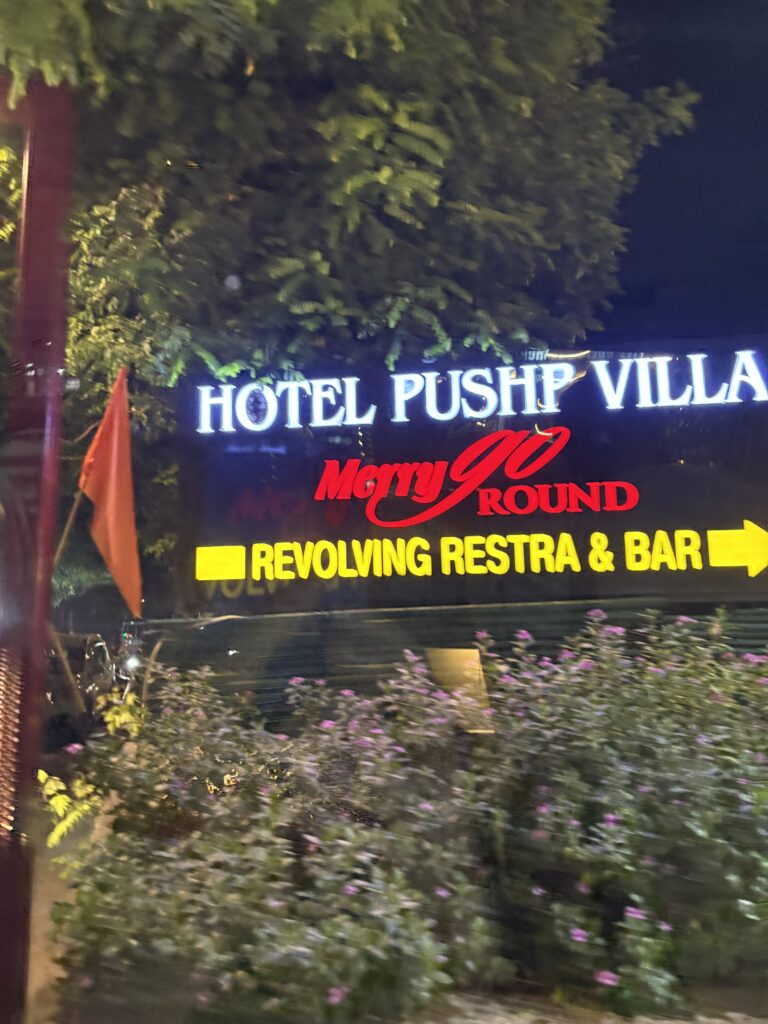 HOTEL PUSHP VILLA
Merry go ROUND
REVOLVING RESTRA & BAR